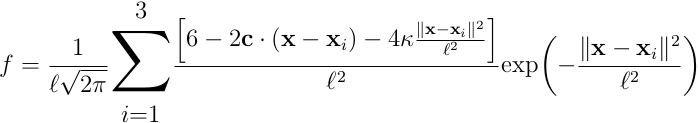 f = \frac{1}{\ell\sqrt{2\pi}} \sum_{i=1}^{3} \frac{\left[6 - 2\mathbf{c} \cdot (\mathbf{x} - \mathbf{x}_i) - 4\kappa \frac{\|\mathbf{x} - \mathbf{x}_i\|^2}{\ell^2}\right]}{\ell^2} \exp\left(-\frac{\|\mathbf{x} - \mathbf{x}_i\|^2}{\ell^2}\right)